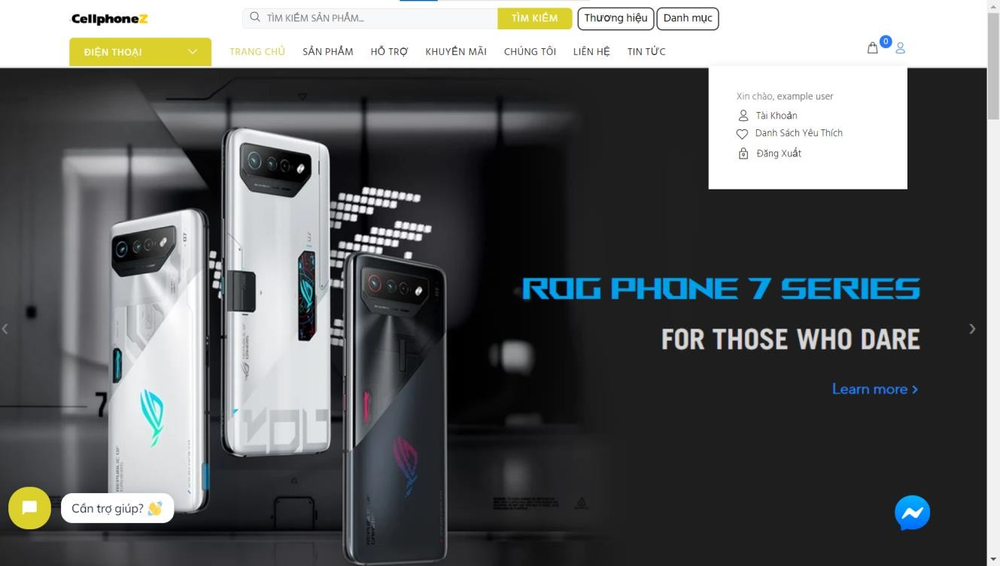 CellphoneZ
TÌM KIẾM SẢN PHẨM...
TÌM KIẾM
Thương hiệu
Danh mục
ĐIỆN THOẠI
TRANG CHỦ
SẢN PHẨM
HỖ TRỢ
KHUYẾN MÃI
CHÚNG TÔI
LIÊN HỆ
TIN TỨC
0
Xin chào, example user
Tài Khoản
Danh Sách Yêu Thích
Đăng Xuất
ROG PHONE 7 SERIES
FOR THOSE WHO DARE
Learn more >
Cần trợ giúp? 👋